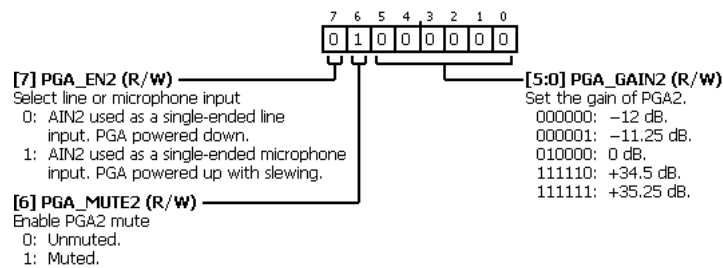 7 6 5 4 3 2 1 0
0 1 0 0 0 0 0 0
[7] PGA_EN2 (R/W)
Select line or microphone input
0: AIN2 used as a single-ended line
input. PGA powered down.
1: AIN2 used as a single-ended microphone
input. PGA powered up with slewing.
[6] PGA_MUTE2 (R/W)
Enable PGA2 mute
0: Unmuted.
1: Muted.
[5:0] PGA_GAIN2 (R/W)
Set the gain of PGA2.
000000: −12 dB.
000001: −11.25 dB.
010000: 0 dB.
111110: +34.5 dB.
111111: +35.25 dB.